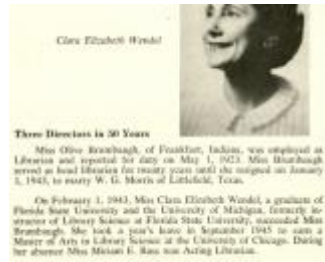 Clara Elizabeth Wendel
Three Directors in 50 Years
Miss Olive Brumbaugh, of Frankfort, Indiana, was employed as
Librarian and reported for duty on May 1, 1923. Miss Brumbaugh
served as head librarian for twenty years until she resigned on January
1, 1943, to marry W. G. Morris of Littlefield, Texas.
On February 1, 1943, Miss Clara Elizabeth Wendel, a graduate of
Florida State University and the University of Michigan, formerly in-
structor of Library Science at Florida State University, succeeded Miss
Brumbaugh. She took a year's leave in September 1945 to earn a
Master of Arts in Library Science at the University of Chicago. During
her absence Miss Miriam E. Ross was Acting Librarian.